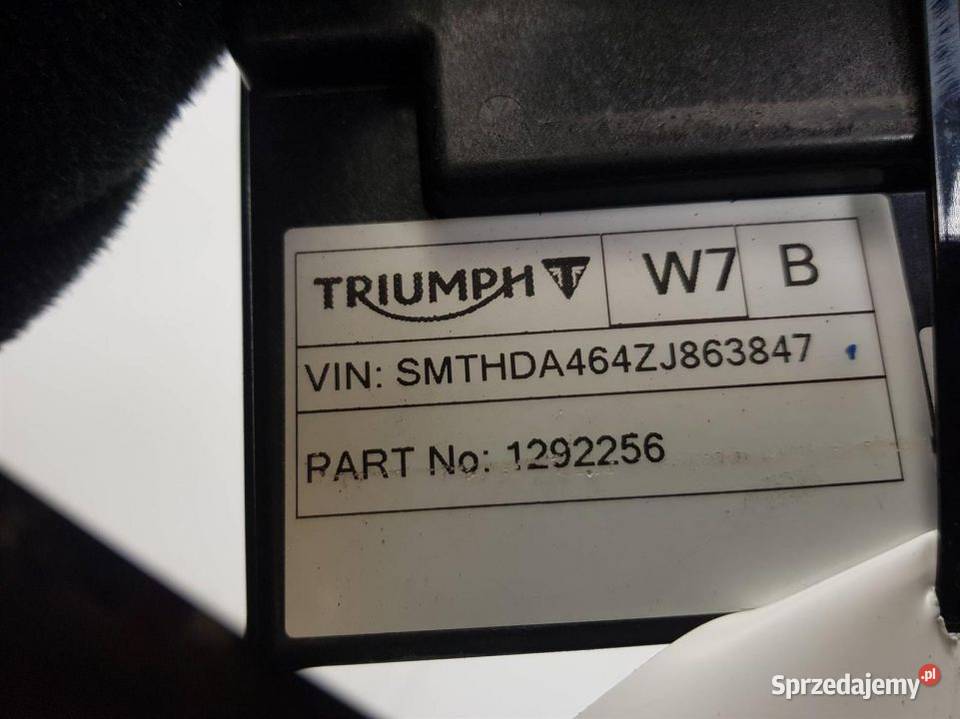 TRIUMPH W7 B
VIN: SMTHDA464ZJ863847
PART No: 1292256
Sprzedajemy.pl